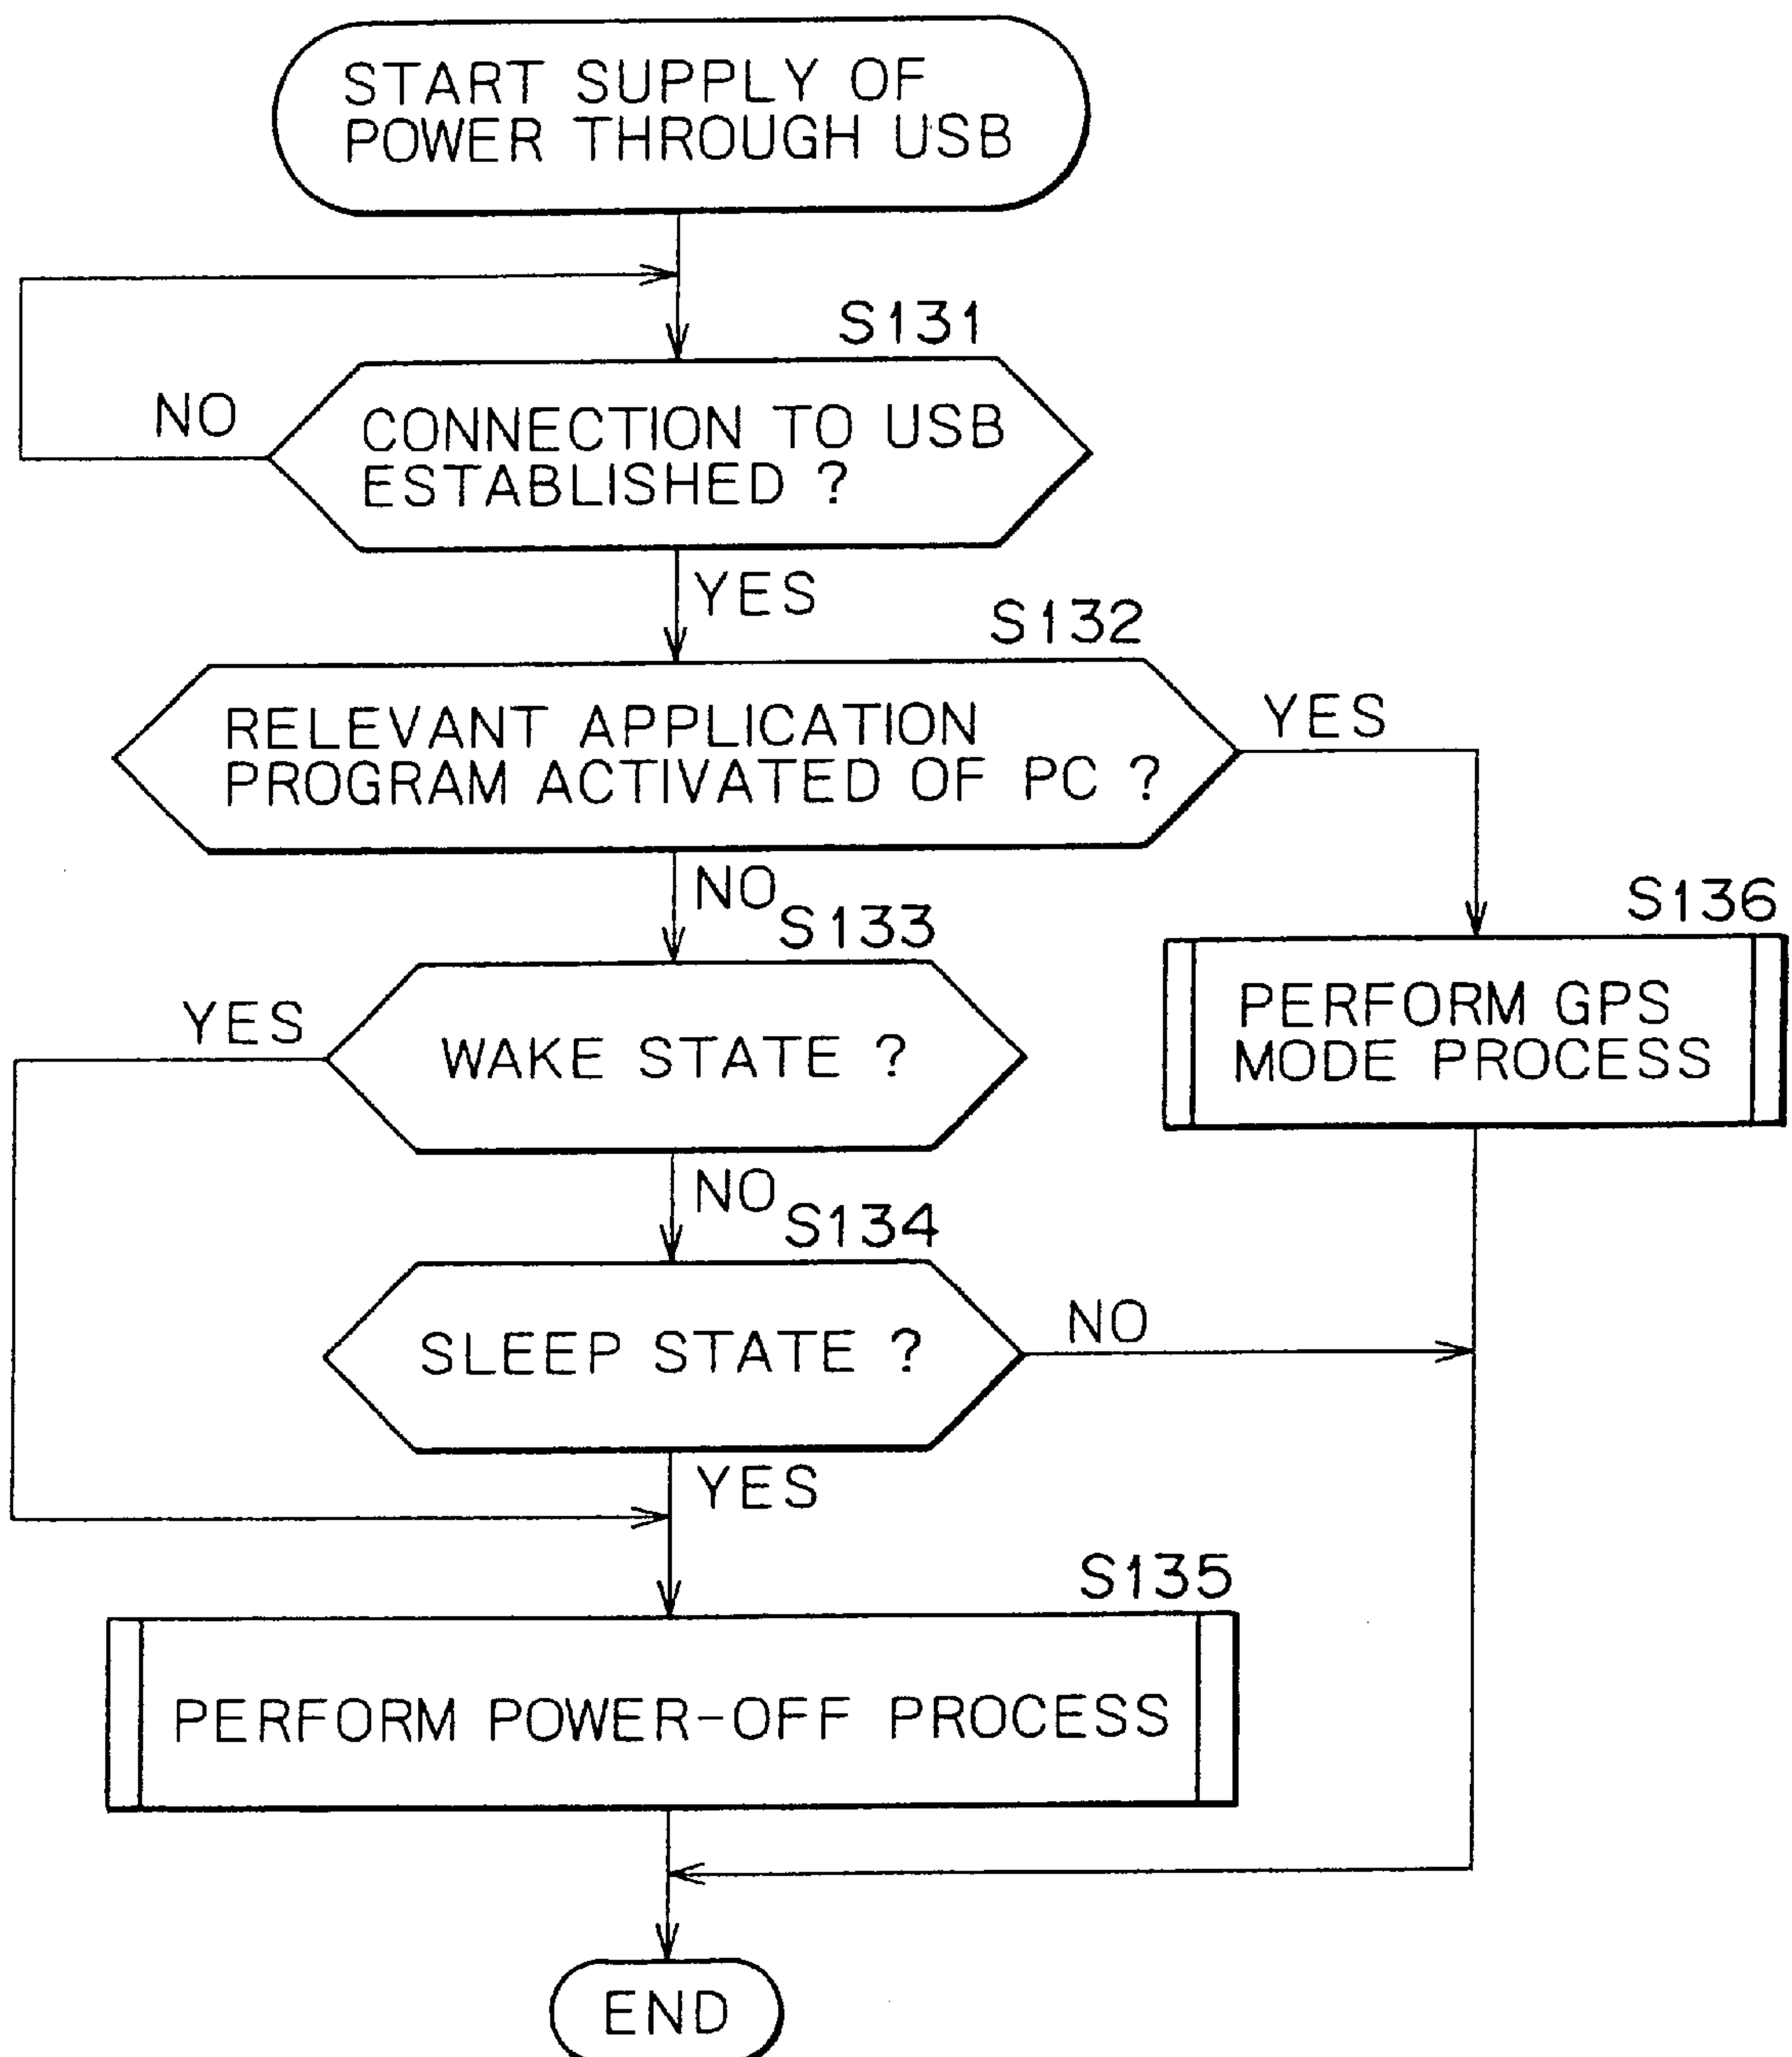 START SUPPLY OF
POWER THROUGH USB
S131
NO
CONNECTION TO USB
ESTABLISHED ?
YES
S132
RELEVANT APPLICATION
PROGRAM ACTIVATED OF PC ?
YES
NO
S133
S136
YES
WAKE STATE ?
PERFORM GPS
MODE PROCESS
NO
S134
SLEEP STATE ?
NO
YES
S135
PERFORM POWER-OFF PROCESS
END